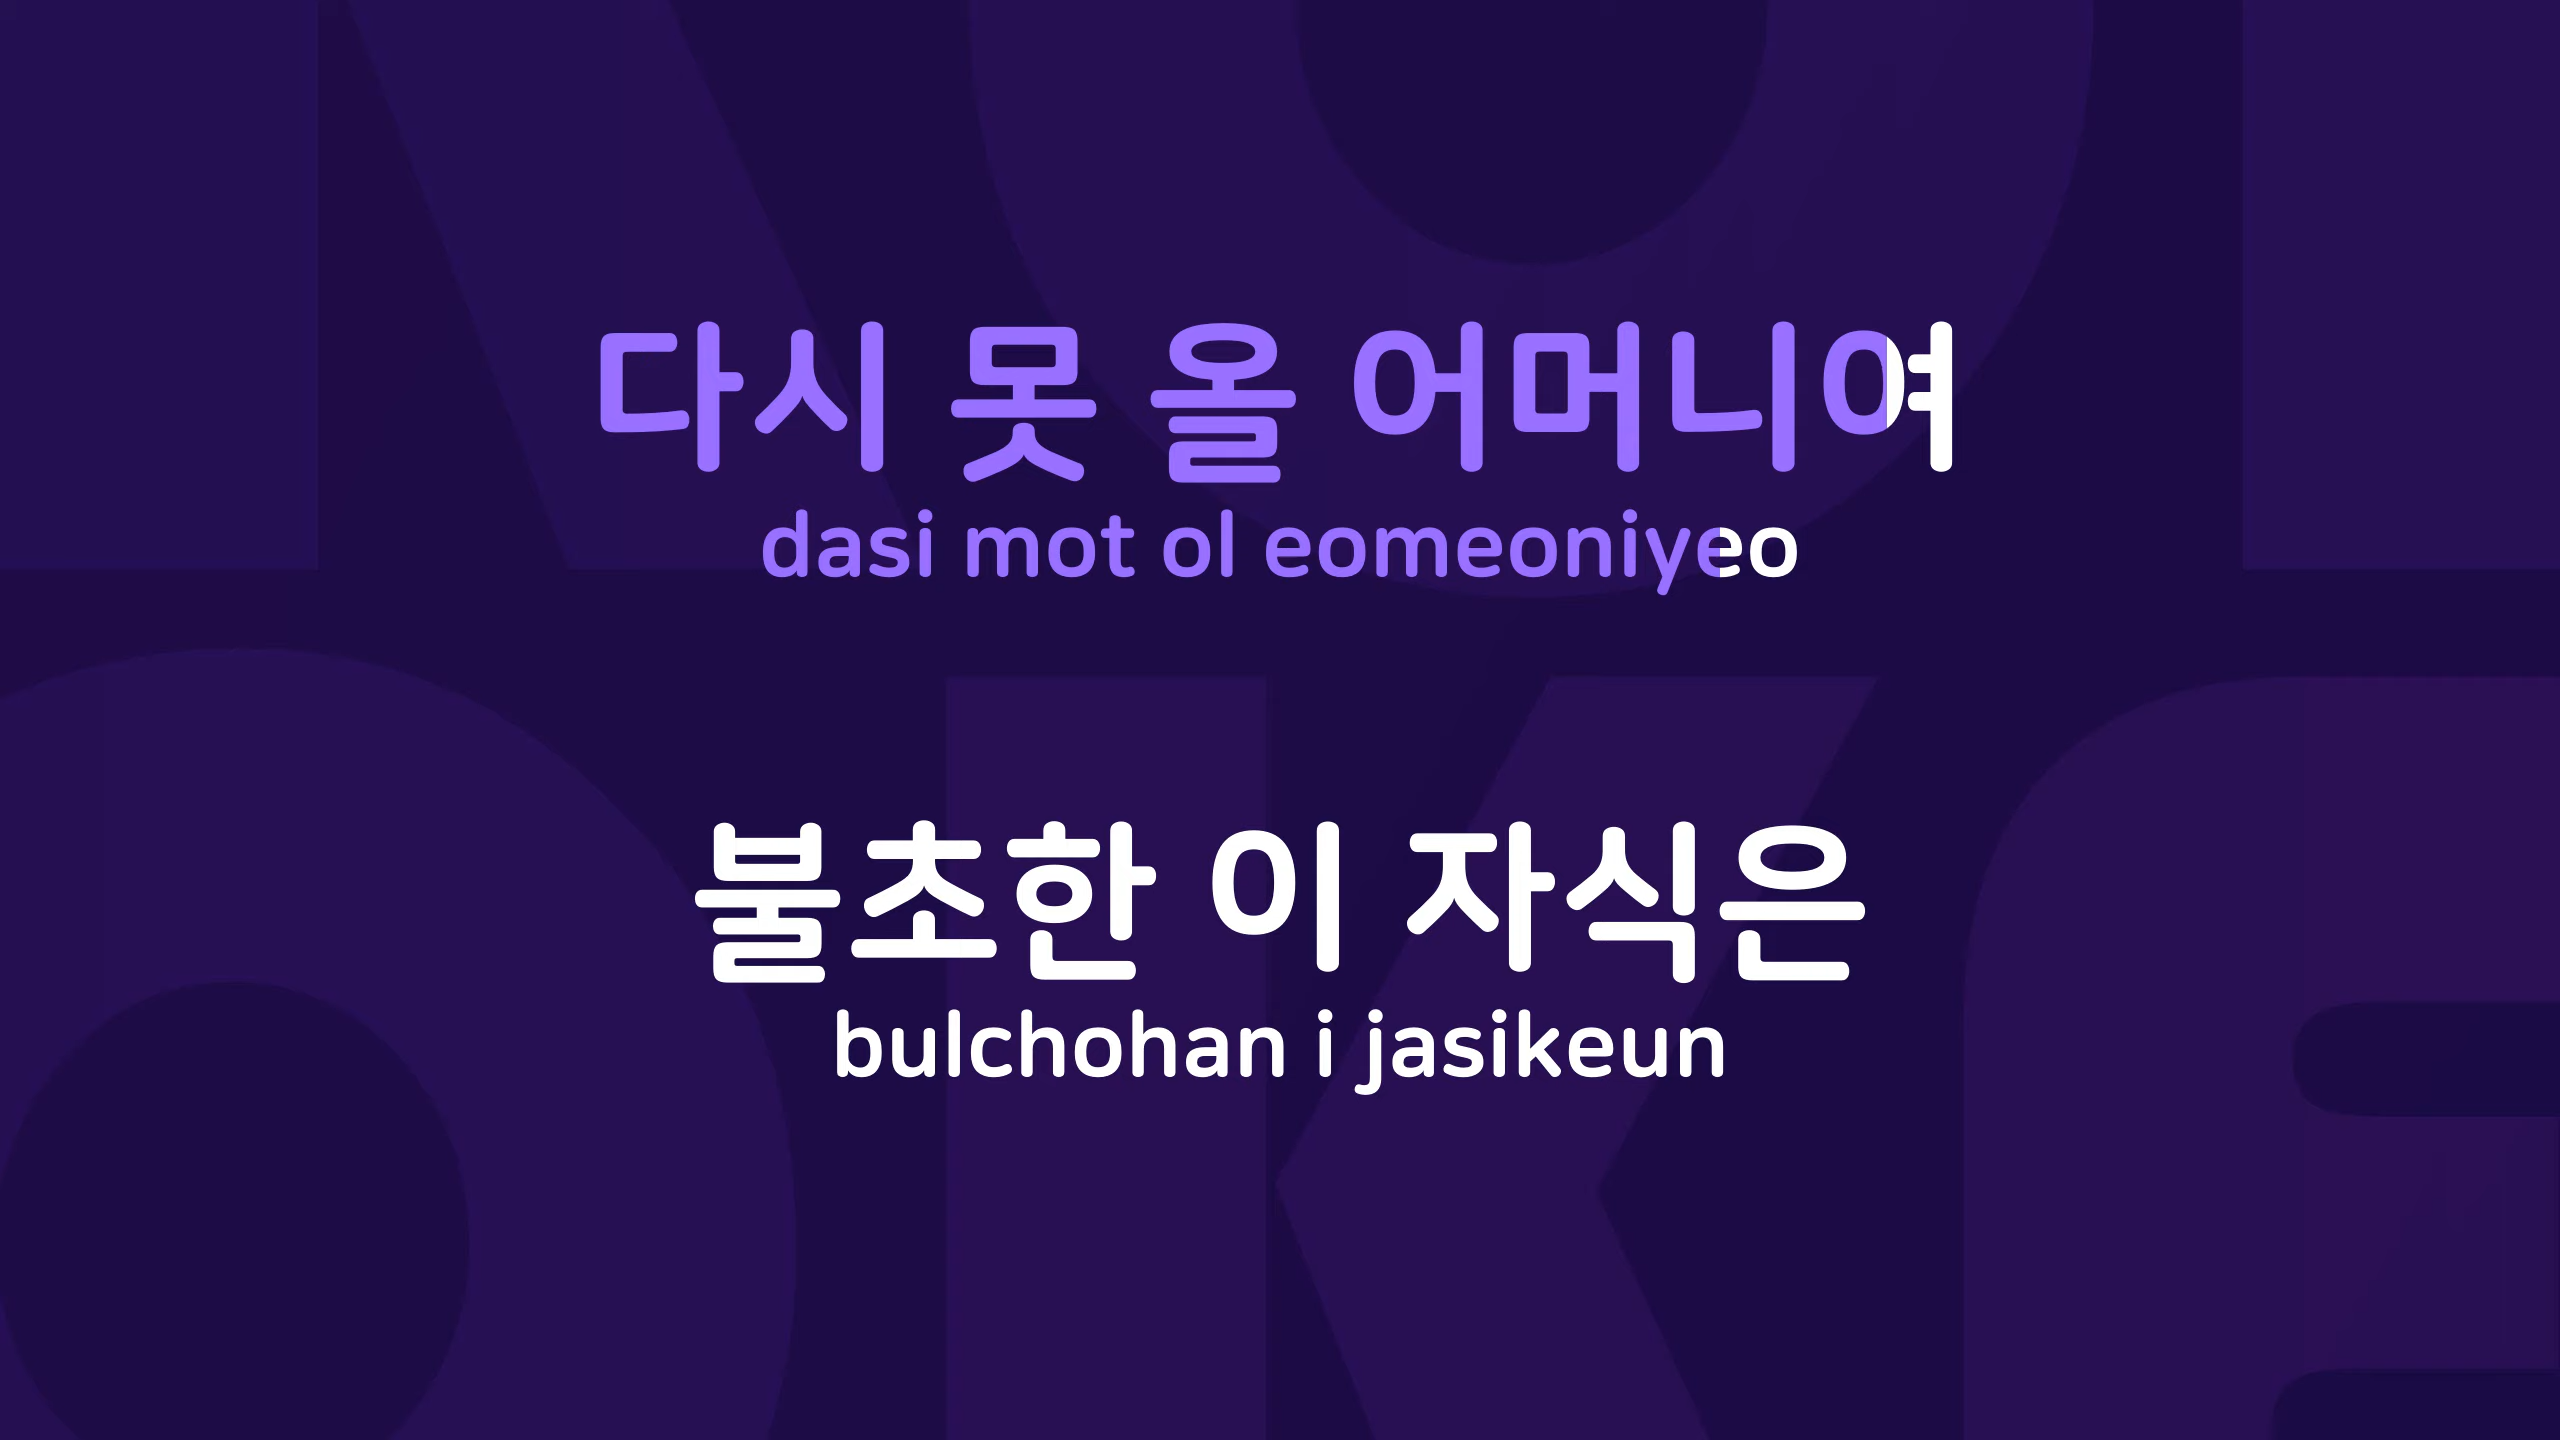 다시 못 올 어머니여
dasi mot ol eomeoniyeo
불초한 이 자식은
bulchohan i jasikeun